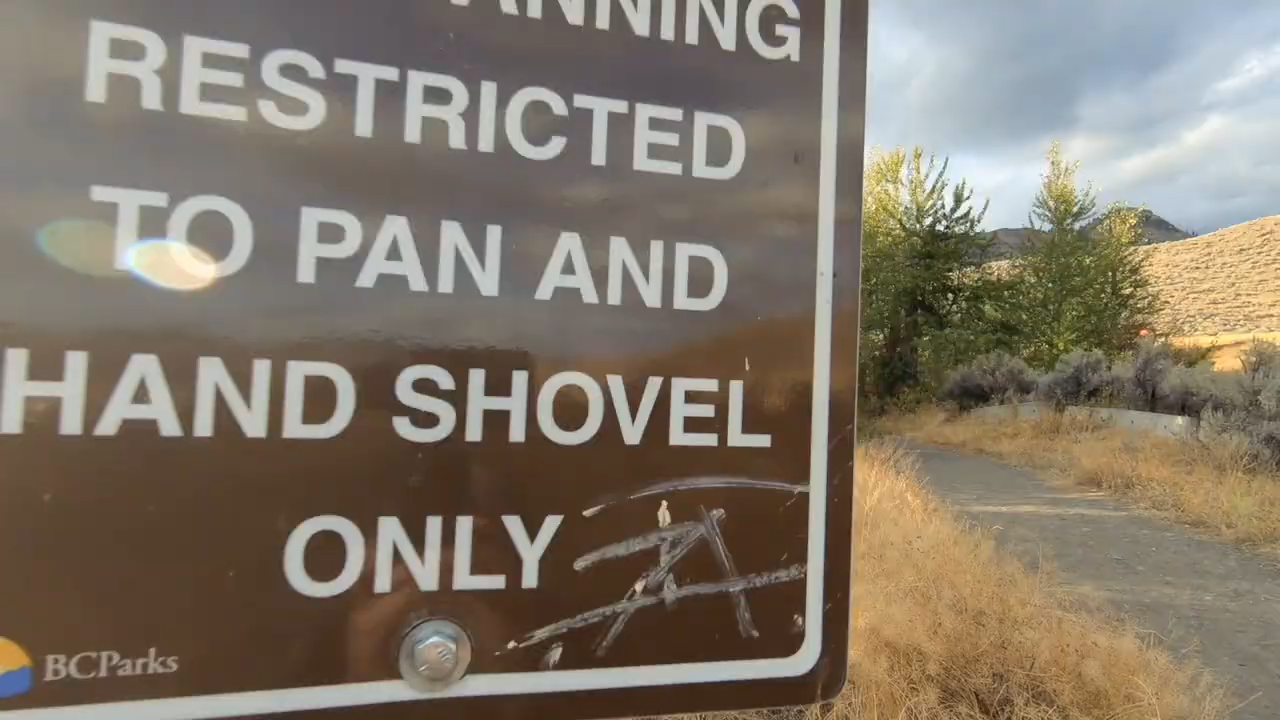 ANNING
RESTRICTED
TO PAN AND
HAND SHOVEL
ONLY
BCParks